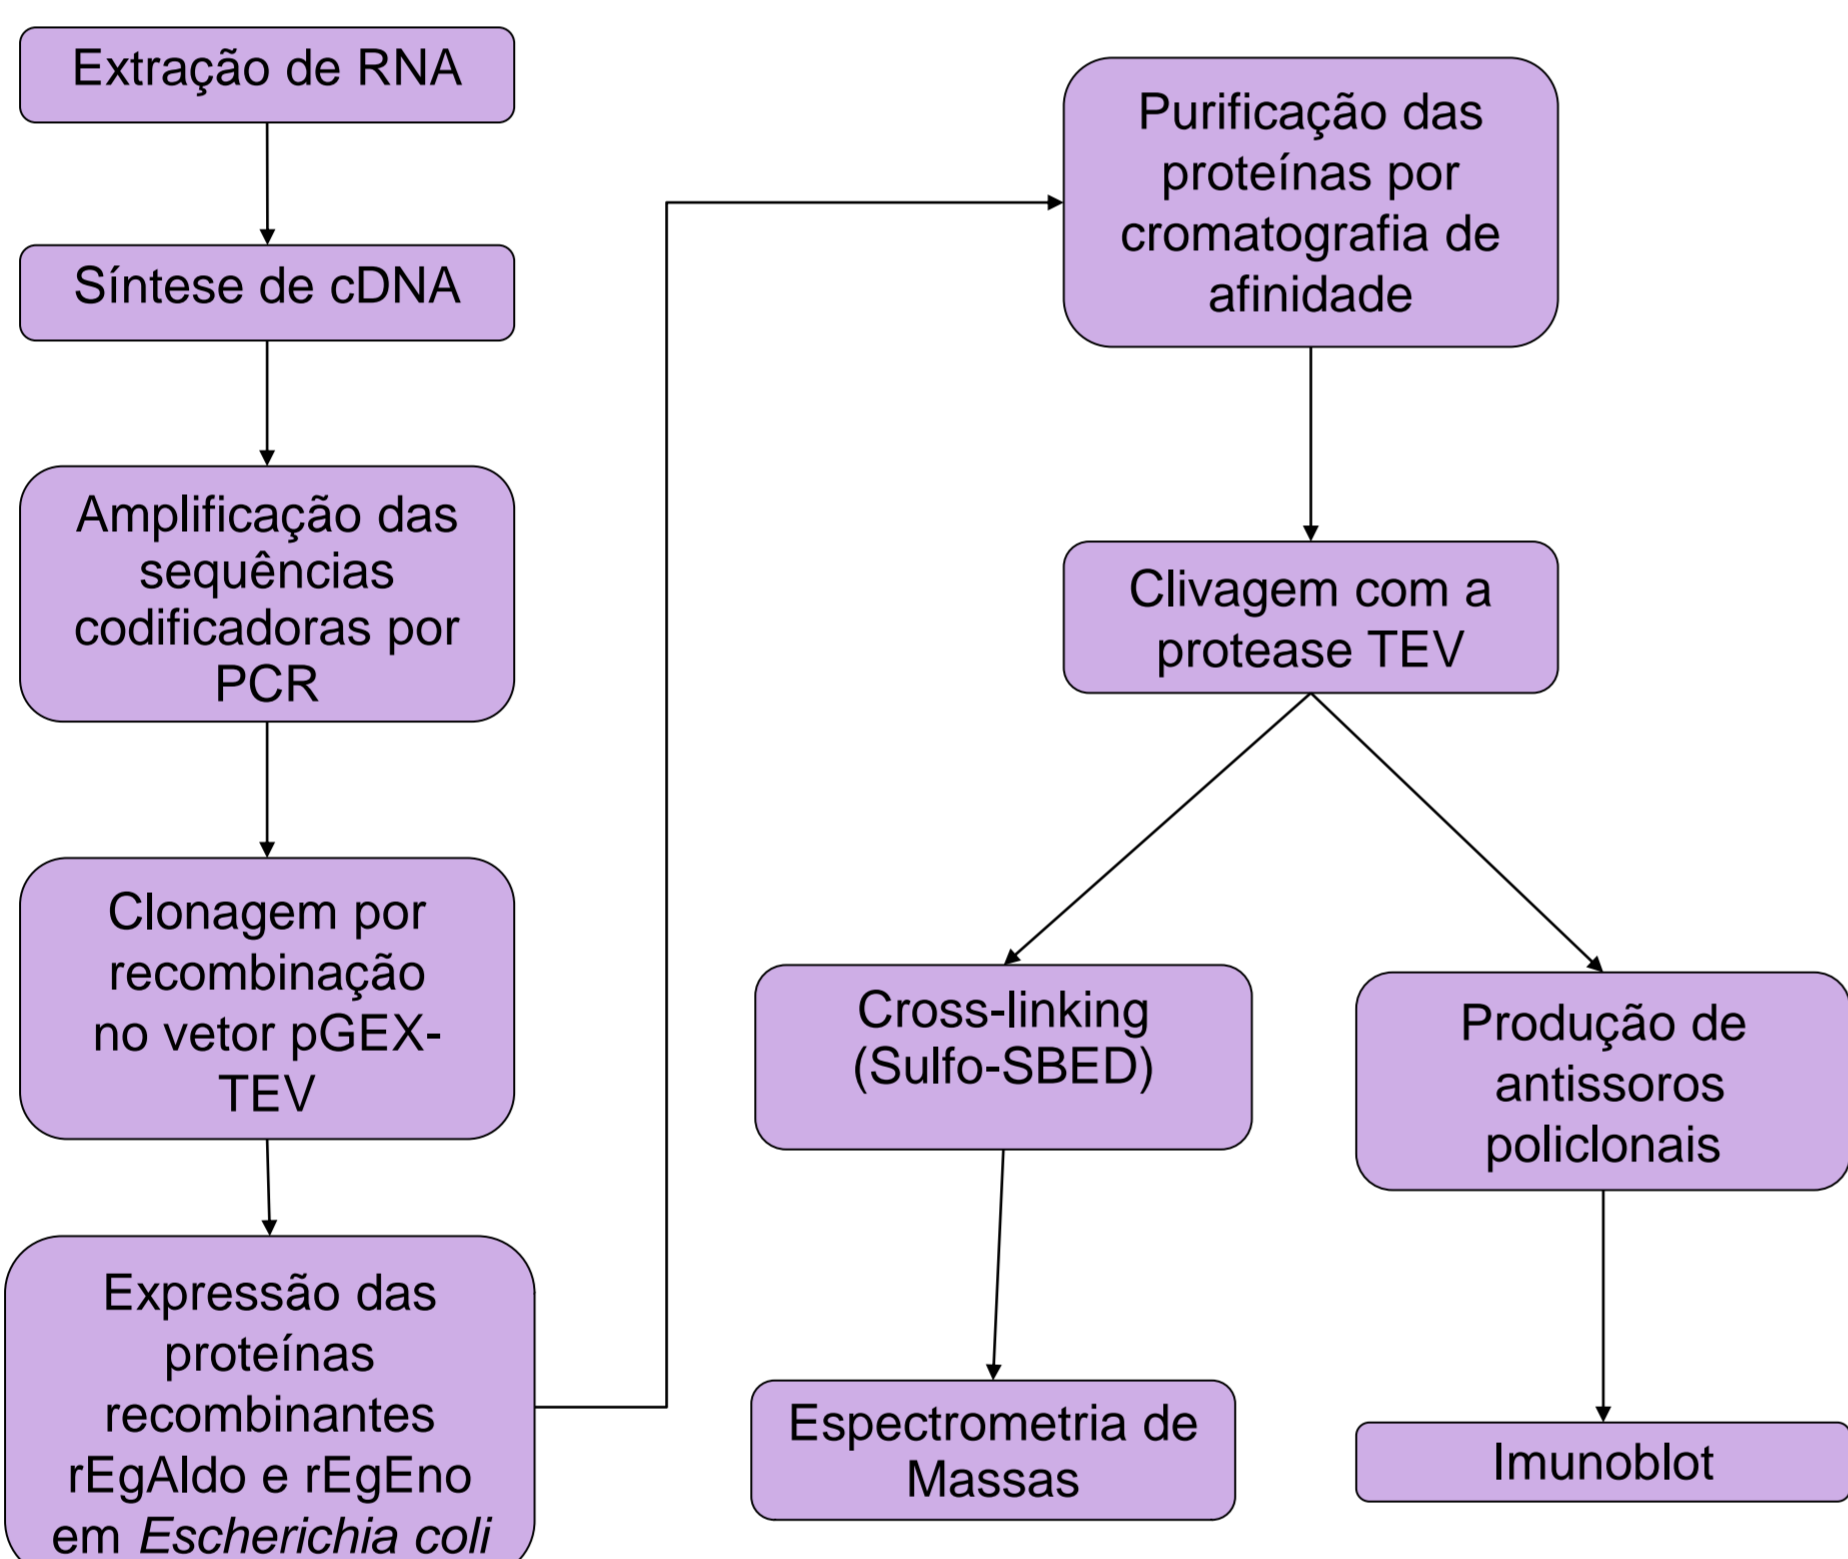 Extração de RNA
Síntese de cDNA
Amplificação das
sequências
codificadoras por
PCR
Clonagem por
recombinação
no vetor pGEX-
TEV
Expressão das
proteínas
recombinantes
rEgAldo e rEgEno
em Escherichia coli
Purificação das
proteínas por
cromatografia de
afinidade
Clivagem com a
protease TEV
Cross-linking
(Sulfo-SBED)
Espectrometria de
Massas
Produção de
antissoros
policlonais
Imunoblot